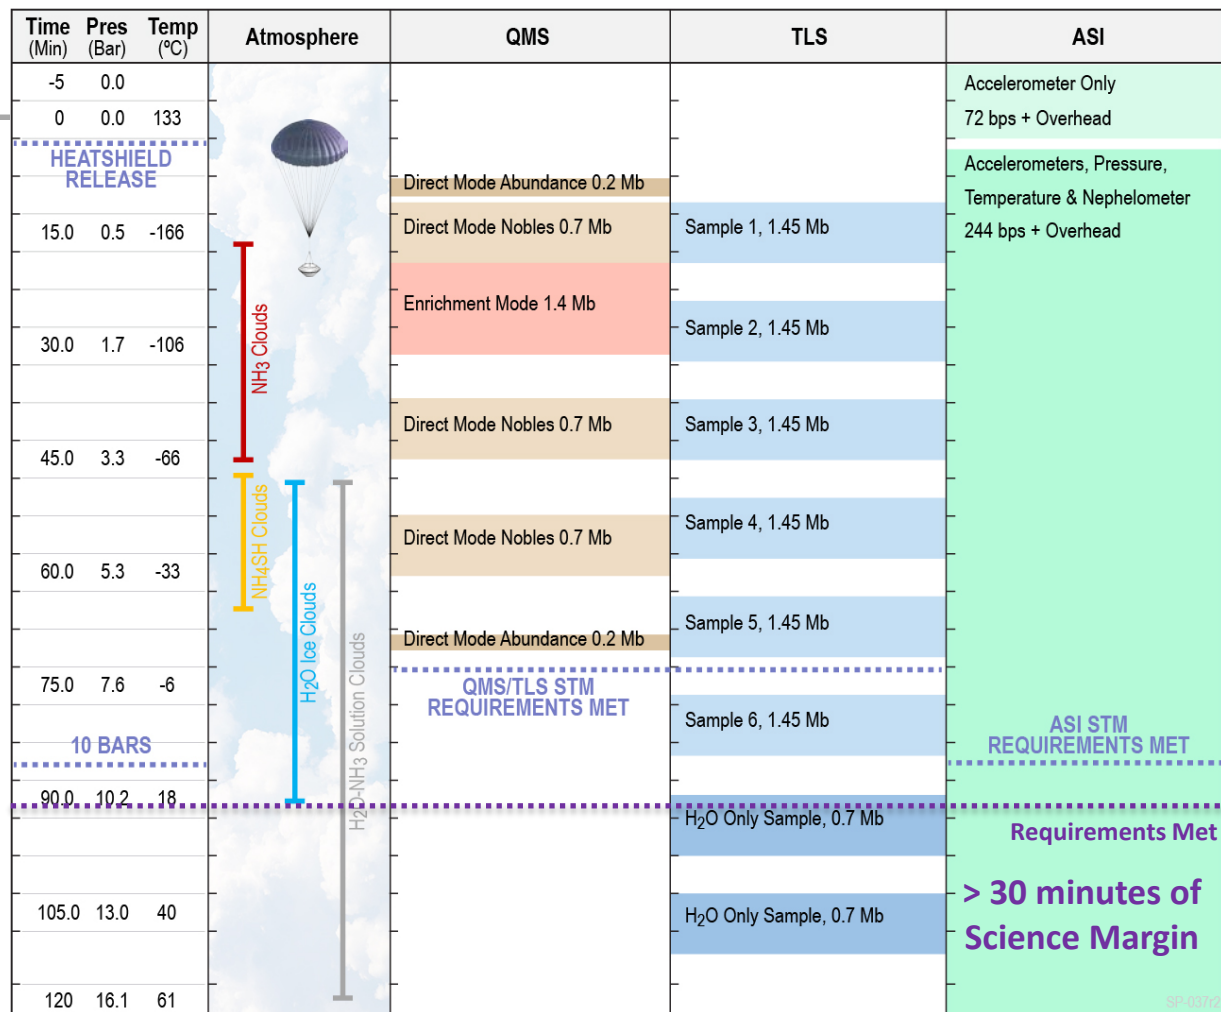 Time Pres Temp
(Min) (Bar) (ºC)
Atmosphere
QMS
TLS
ASI
-5 0.0
0 0.0 133
HEATSHIELD
RELEASE
15.0 0.5 -166
30.0 1.7 -106
45.0 3.3 -66
60.0 5.3 -33
75.0 7.6 -6
10 BARS
90.0 10.2 18
105.0 13.0 40
120 16.1 61
NH3 Clouds
NH4SH Clouds
H2O Ice Clouds
H2O-NH3 Solution Clouds
Direct Mode Abundance 0.2 Mb
Direct Mode Nobles 0.7 Mb
Enrichment Mode 1.4 Mb
Direct Mode Nobles 0.7 Mb
Direct Mode Nobles 0.7 Mb
Direct Mode Abundance 0.2 Mb
QMS/TLS STM
REQUIREMENTS MET
Sample 1, 1.45 Mb
Sample 2, 1.45 Mb
Sample 3, 1.45 Mb
Sample 4, 1.45 Mb
Sample 5, 1.45 Mb
Sample 6, 1.45 Mb
H2O Only Sample, 0.7 Mb
H2O Only Sample, 0.7 Mb
Accelerometer Only
72 bps + Overhead
Accelerometers, Pressure,
Temperature & Nephelometer
244 bps + Overhead
ASI STM
REQUIREMENTS MET
Requirements Met
> 30 minutes of
Science Margin
SP-037r2